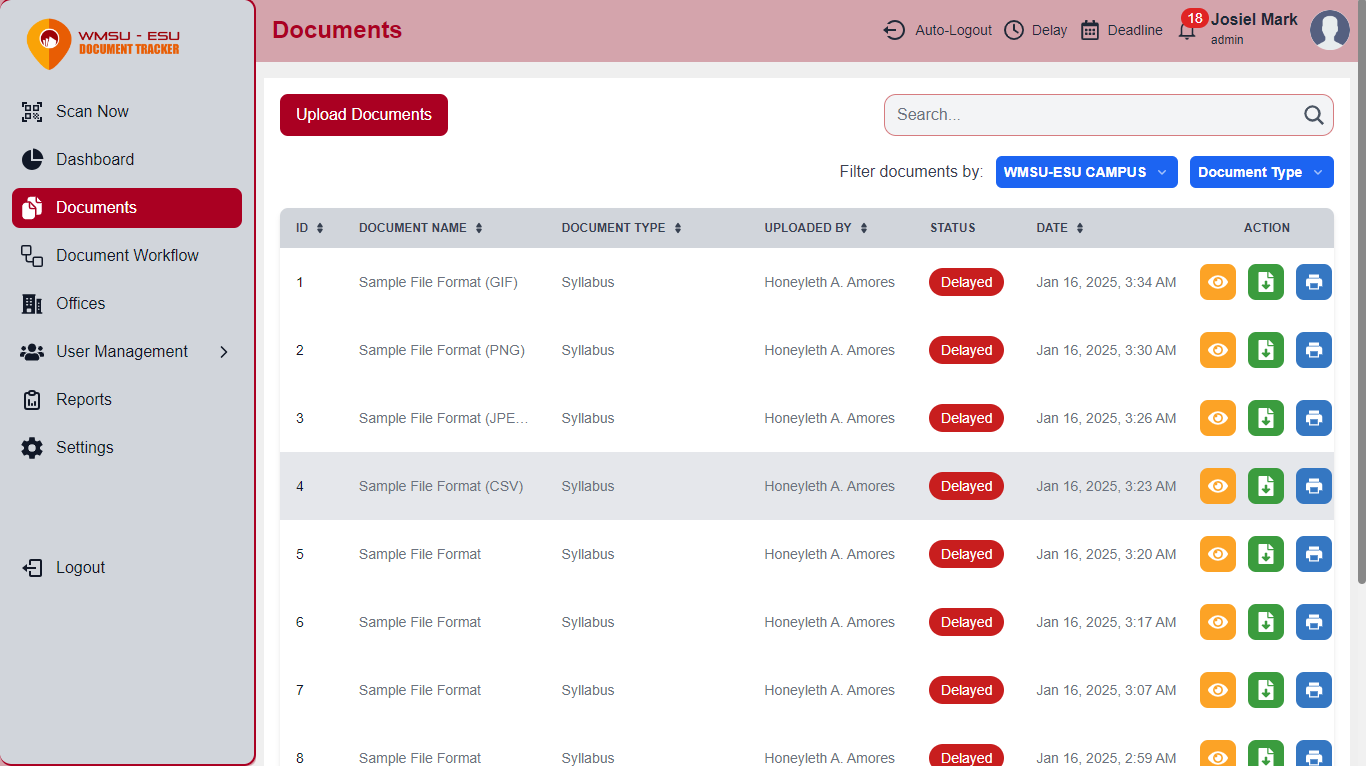 WMSU - ESU
DOCUMENT TRACKER
Scan Now
Dashboard
Documents
Document Workflow
Offices
User Management
Reports
Settings
Logout
Documents
Auto-Logout
Delay
Deadline
18
Josiel Mark
admin
Upload Documents
Search...
Filter documents by: WMSU-ESU CAMPUS Document Type
ID DOCUMENT NAME DOCUMENT TYPE UPLOADED BY STATUS DATE ACTION
1 Sample File Format (GIF) Syllabus Honeyleth A. Amores Delayed Jan 16, 2025, 3:34 AM
2 Sample File Format (PNG) Syllabus Honeyleth A. Amores Delayed Jan 16, 2025, 3:30 AM
3 Sample File Format (JPE... Syllabus Honeyleth A. Amores Delayed Jan 16, 2025, 3:26 AM
4 Sample File Format (CSV) Syllabus Honeyleth A. Amores Delayed Jan 16, 2025, 3:23 AM
5 Sample File Format Syllabus Honeyleth A. Amores Delayed Jan 16, 2025, 3:20 AM
6 Sample File Format Syllabus Honeyleth A. Amores Delayed Jan 16, 2025, 3:17 AM
7 Sample File Format Syllabus Honeyleth A. Amores Delayed Jan 16, 2025, 3:07 AM
8 Sample File Format Syllabus Honeyleth A. Amores Delayed Jan 16, 2025, 2:59 AM